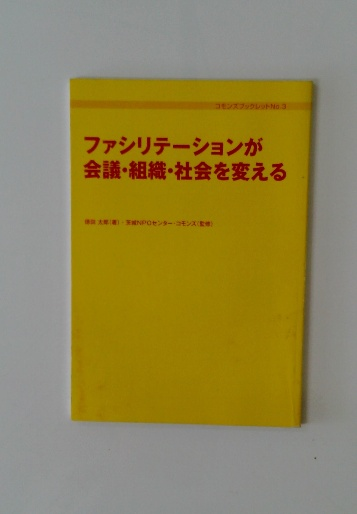 コモンズブックレットNo.3
ファシリテーションが
会議・組織・社会を変える
太郎(著)・茨城NPOセンター・コモンズ(監修)